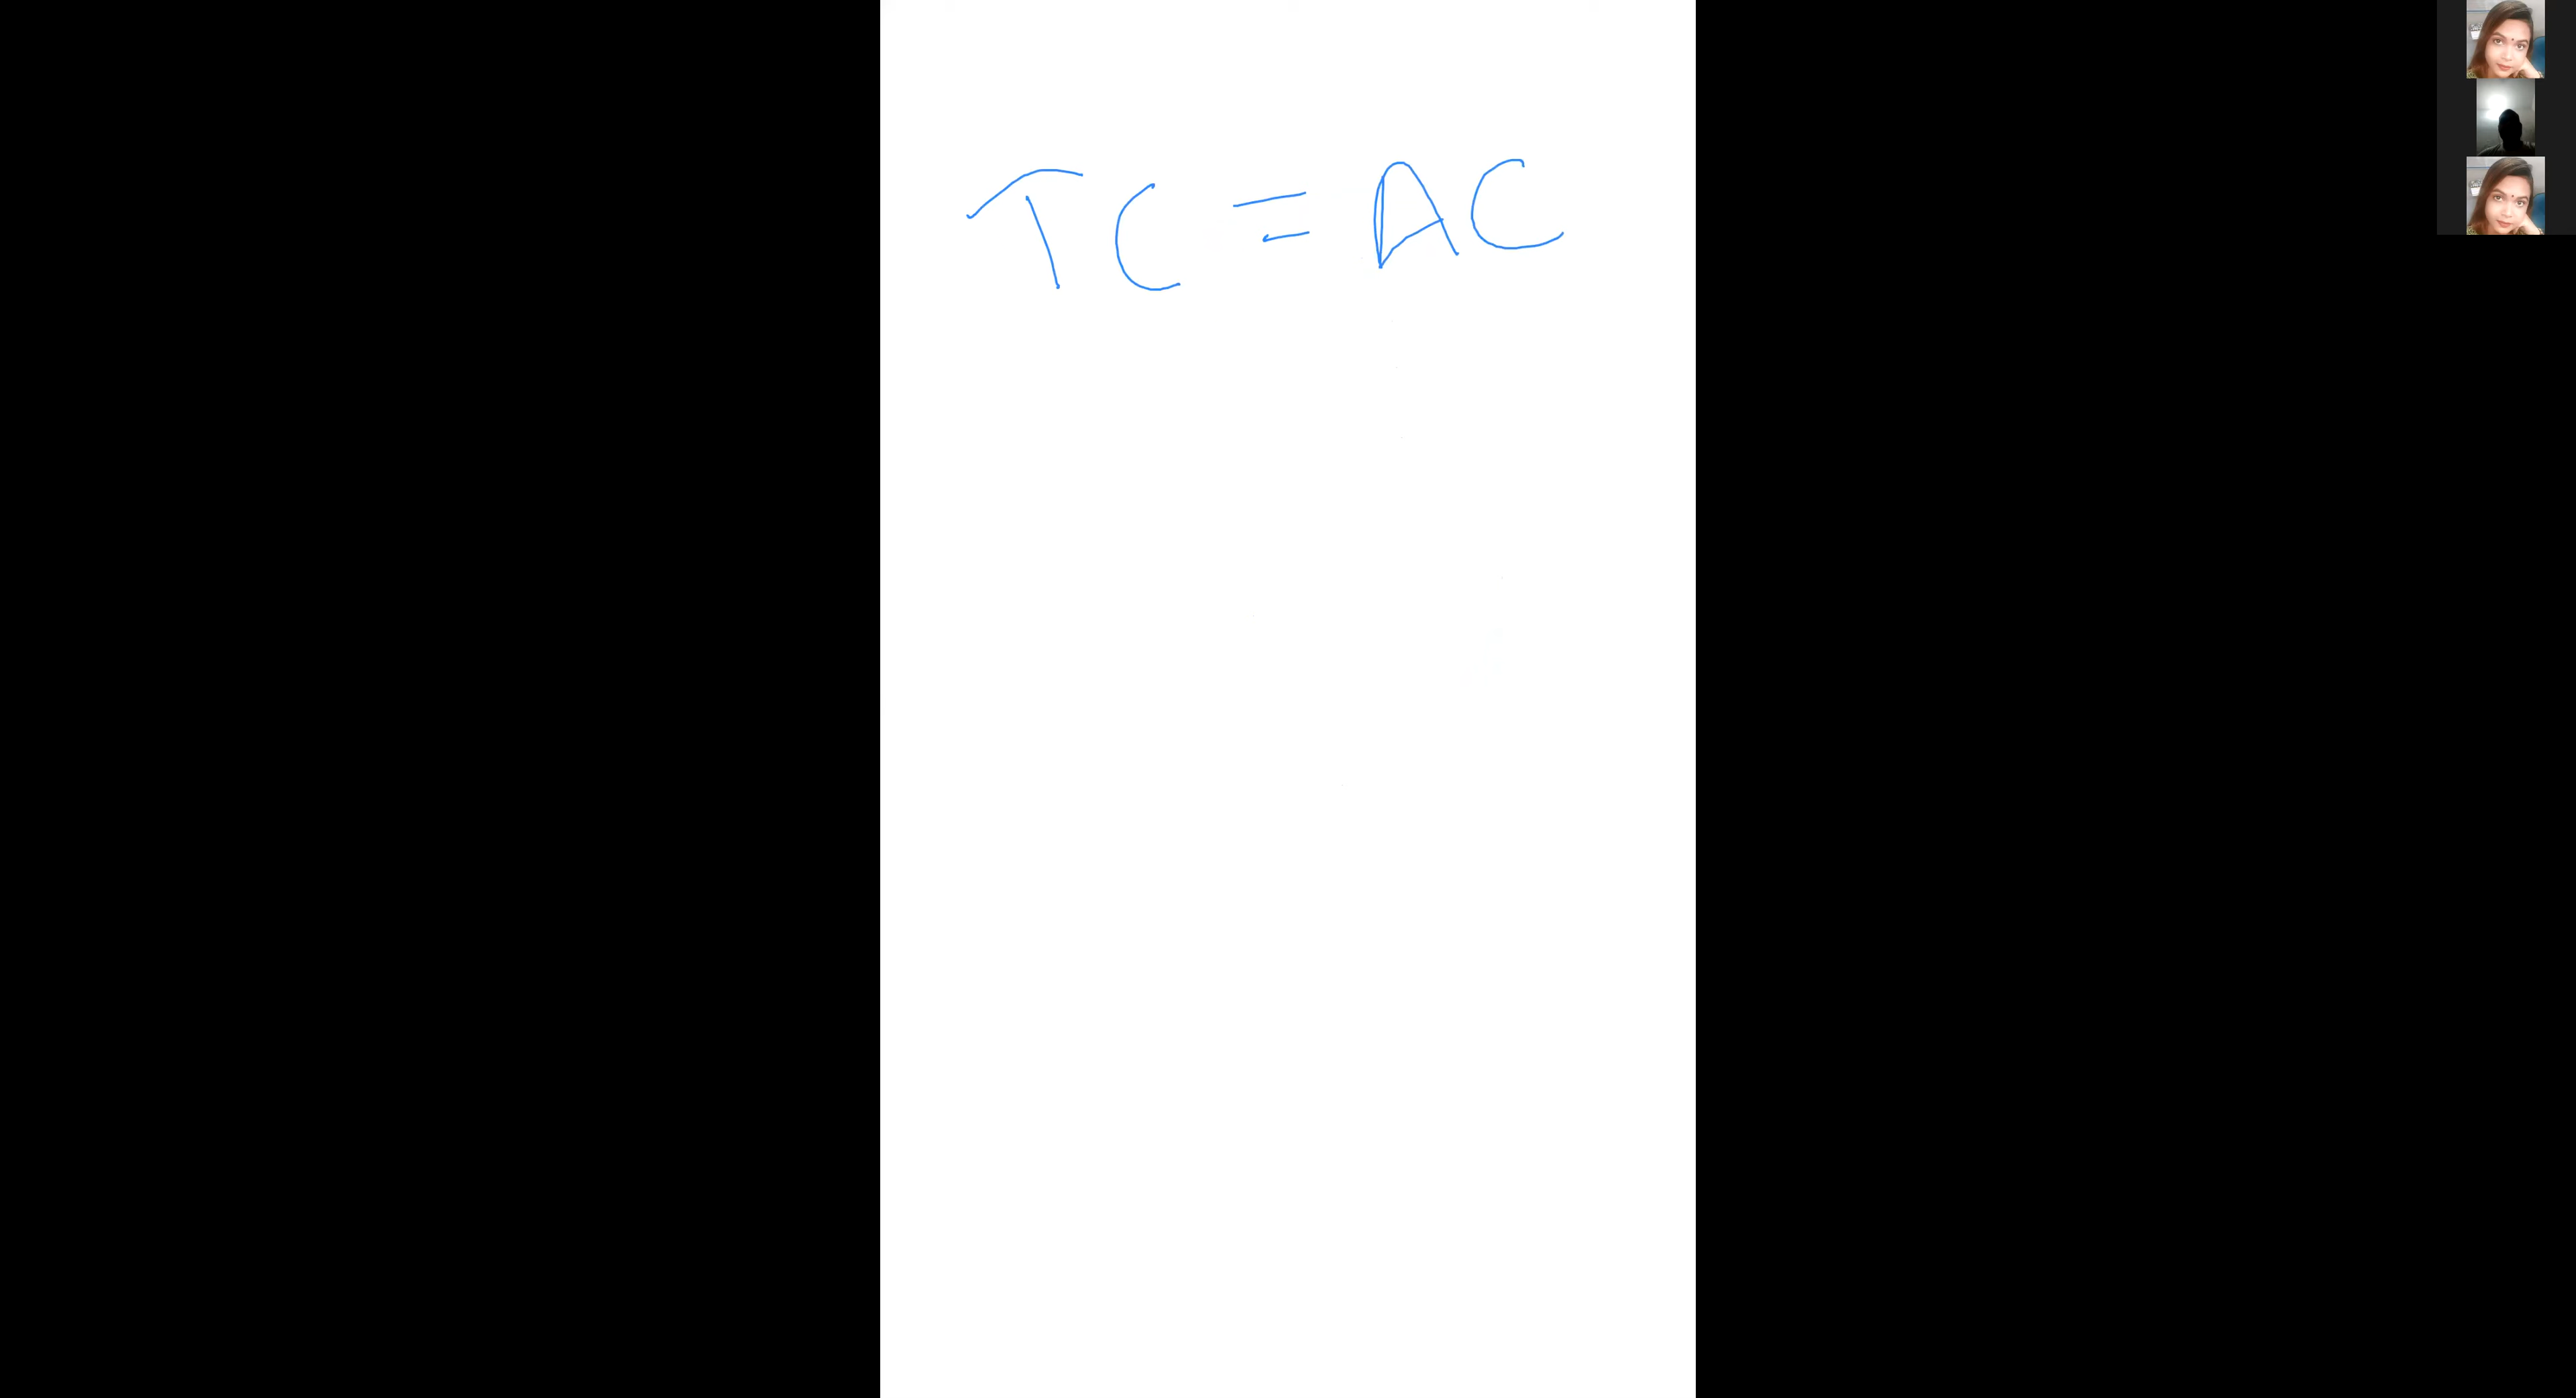 TC = AC